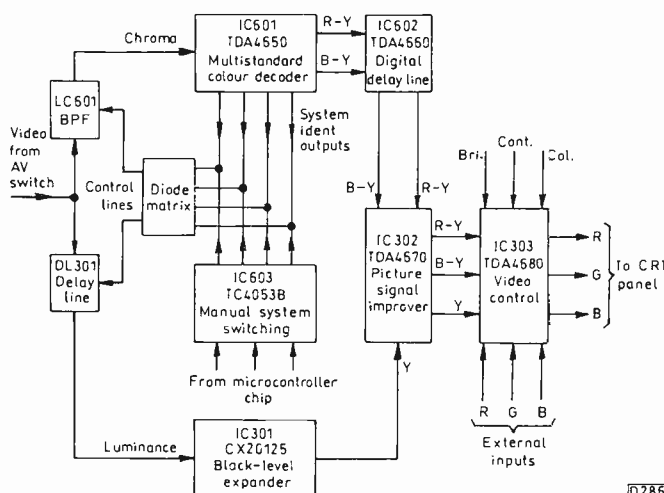 Chroma
IC601
TDA4650
Multistandard
colour decoder
R-Y
B-Y
IC602
TDA4660
Digital
delay line
LC601
BPF
Video
from
AV
switch
Control
lines
Diode
matrix
System
ident
outputs
Bri.
Cont.
Col.
B-Y
R-Y
DL301
Delay
line
IC603
TC4053B
Manual system
switching
From microcontroller
chip
IC302
TDA4670
Picture
signal
improver
R-Y
B-Y
Y
IC303
TDA4680
Video
control
R
G
B
To CRT
panel
Y
R G B
External
inputs
Luminance
IC301
CX20125
Black-level
expander